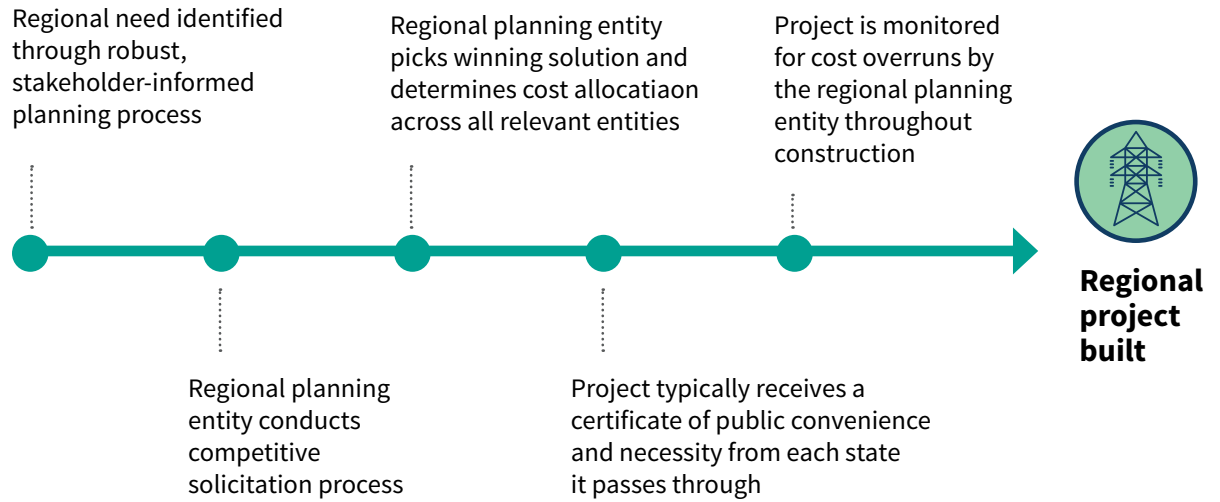 Regional need identified
through robust,
stakeholder-informed
planning process
Regional planning
entity conducts
competitive
solicitation process
Regional planning entity
picks winning solution and
determines cost allocatiaon
across all relevant entities
Project typically receives a
certificate of public convenience
and necessity from each state
it passes through
Project is monitored
for cost overruns by
the regional planning
entity throughout
construction
Regional
project
built